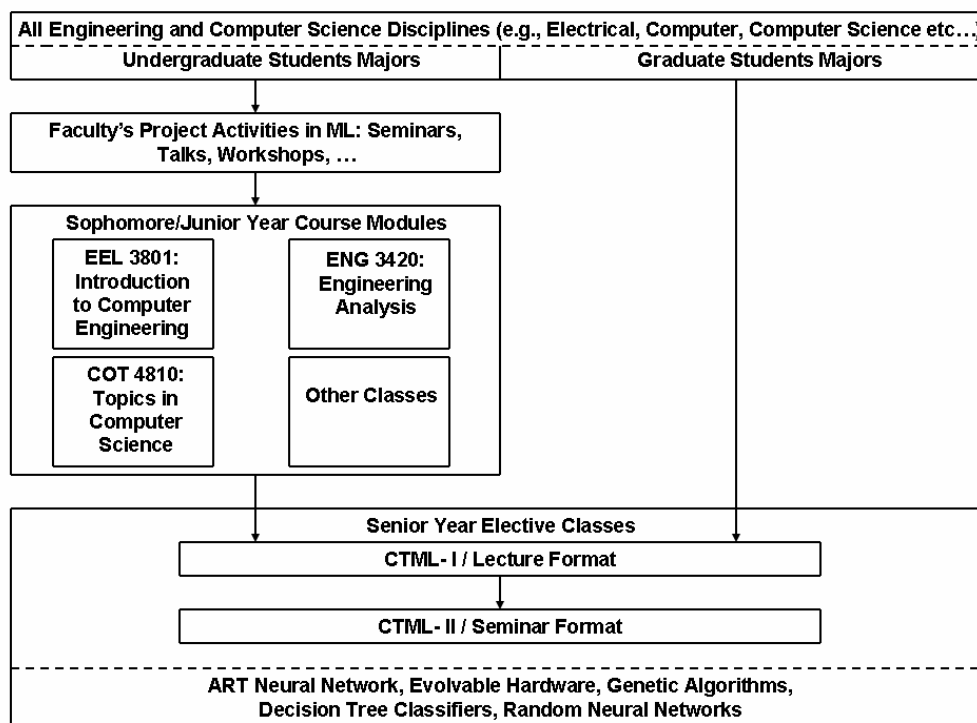 All Engineering and Computer Science Disciplines (e.g., Electrical, Computer, Computer Science etc…)
Undergraduate Students Majors
Graduate Students Majors
Faculty's Project Activities in ML: Seminars,
Talks, Workshops, …
Sophomore/Junior Year Course Modules
EEL 3801:
Introduction
to Computer
Engineering
ENG 3420:
Engineering
Analysis
COT 4810:
Topics in
Computer
Science
Other Classes
Senior Year Elective Classes
CTML- I / Lecture Format
CTML- II / Seminar Format
ART Neural Network, Evolvable Hardware, Genetic Algorithms,
Decision Tree Classifiers, Random Neural Networks